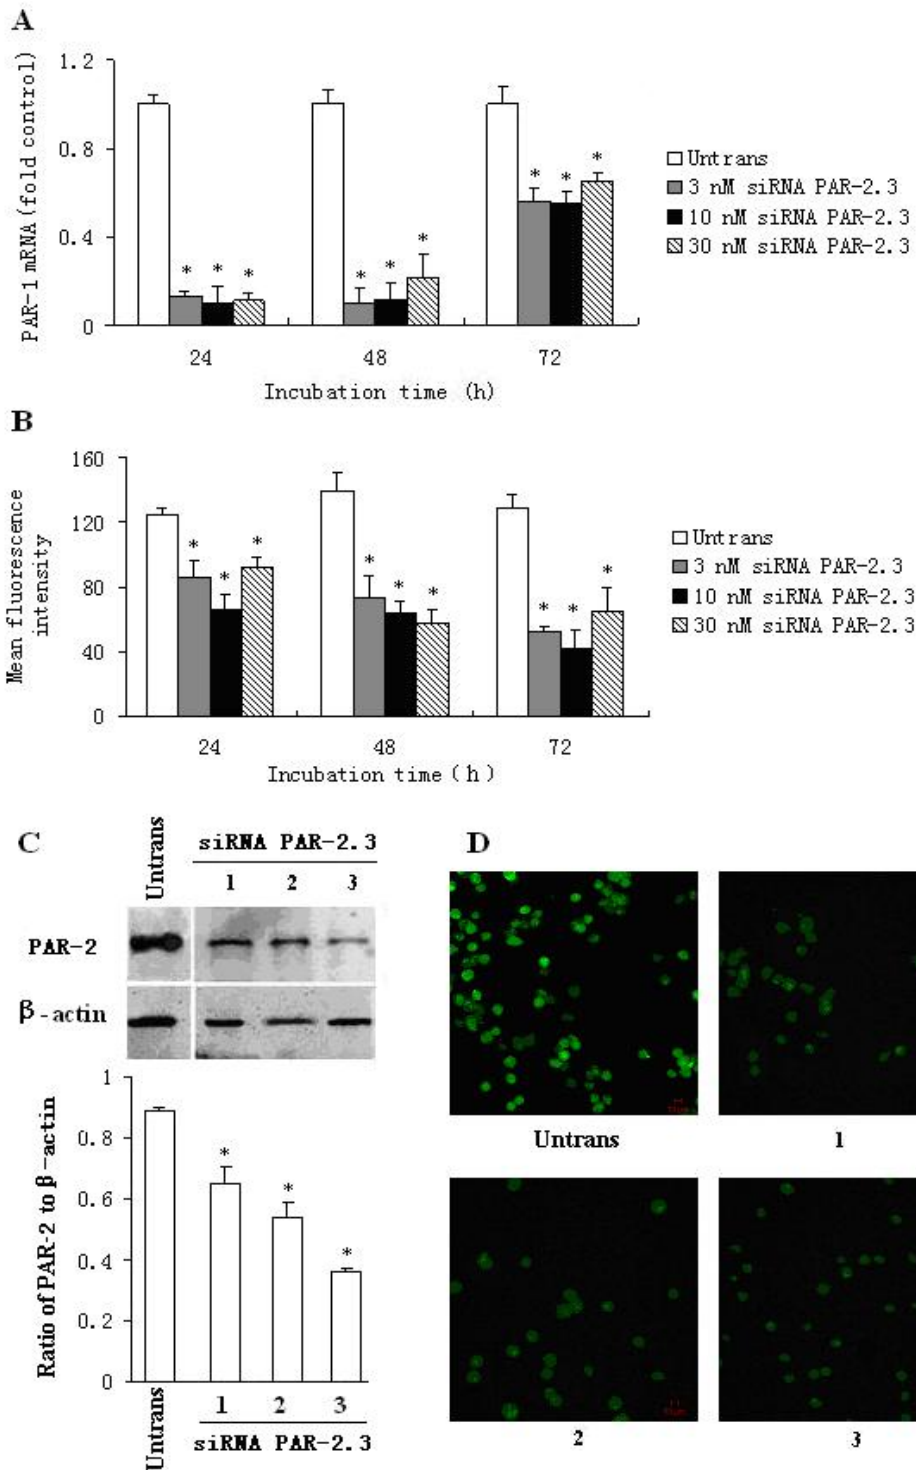 A
PAR-1 mRNA(fold control)
1.2
0.8
0.4
0
* * *
* * *
* * *
24 48 72
Incubation time (h)
Untrans
3 nM siRNA PAR-2.3
10 nM siRNA PAR-2.3
30 nM siRNA PAR-2.3
B
Mean fluorescence
intensity
160
120
80
40
0
* * *
* * *
* * *
24 48 72
Incubation time (h)
Untrans
3 nM siRNA PAR-2.3
10 nM siRNA PAR-2.3
30 nM siRNA PAR-2.3
C
Untrans
siRNA PAR-2.3
1 2 3
PAR-2
β-actin
Ratio of PAR-2 to β-actin
1
0.8
0.6
0.4
0.2
0
* * *
Untrans
1 2 3
siRNA PAR-2.3
D
Untrans
1
2
3